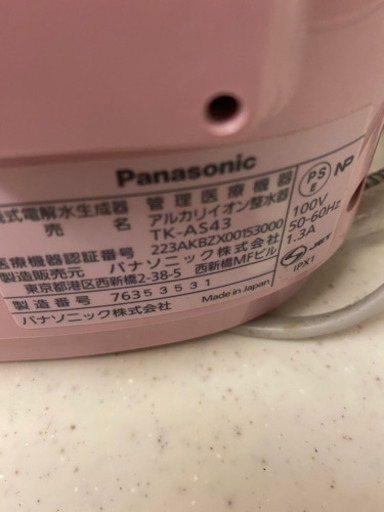 Panasonic
管理医療機器
式電解水生成器 アルカリイオン整水器
売 名 TK-AS43
医療機器認証番号 223AKBZX00153000
製造販売元 パナソニック株式会社
東京都港区西新橋2-38-5 西新橋MFビル
製造番号 76353531
パナソニック株式会社 Made in Japan
PS
E
NP
100V
50-60Hz
1.3A
JET
IPX1